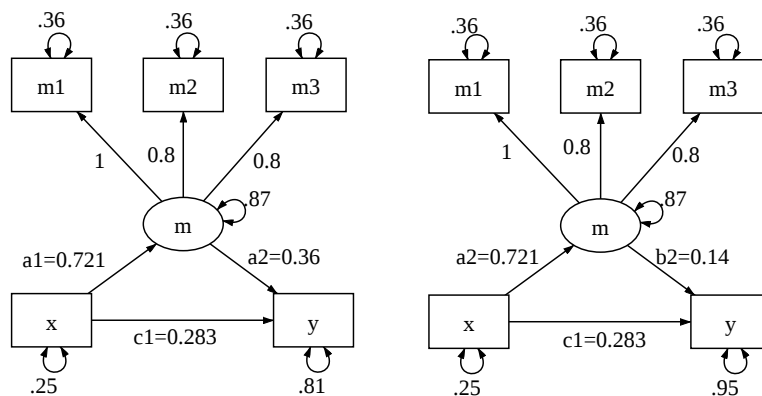 .36 .36 .36
m1 m2 m3
1 0.8 0.8
.87
m
a1=0.721 a2=0.36
x y
c1=0.283
.25 .81
.36 .36 .36
m1 m2 m3
1 0.8 0.8
.87
m
a2=0.721 b2=0.14
x y
c1=0.283
.25 .95